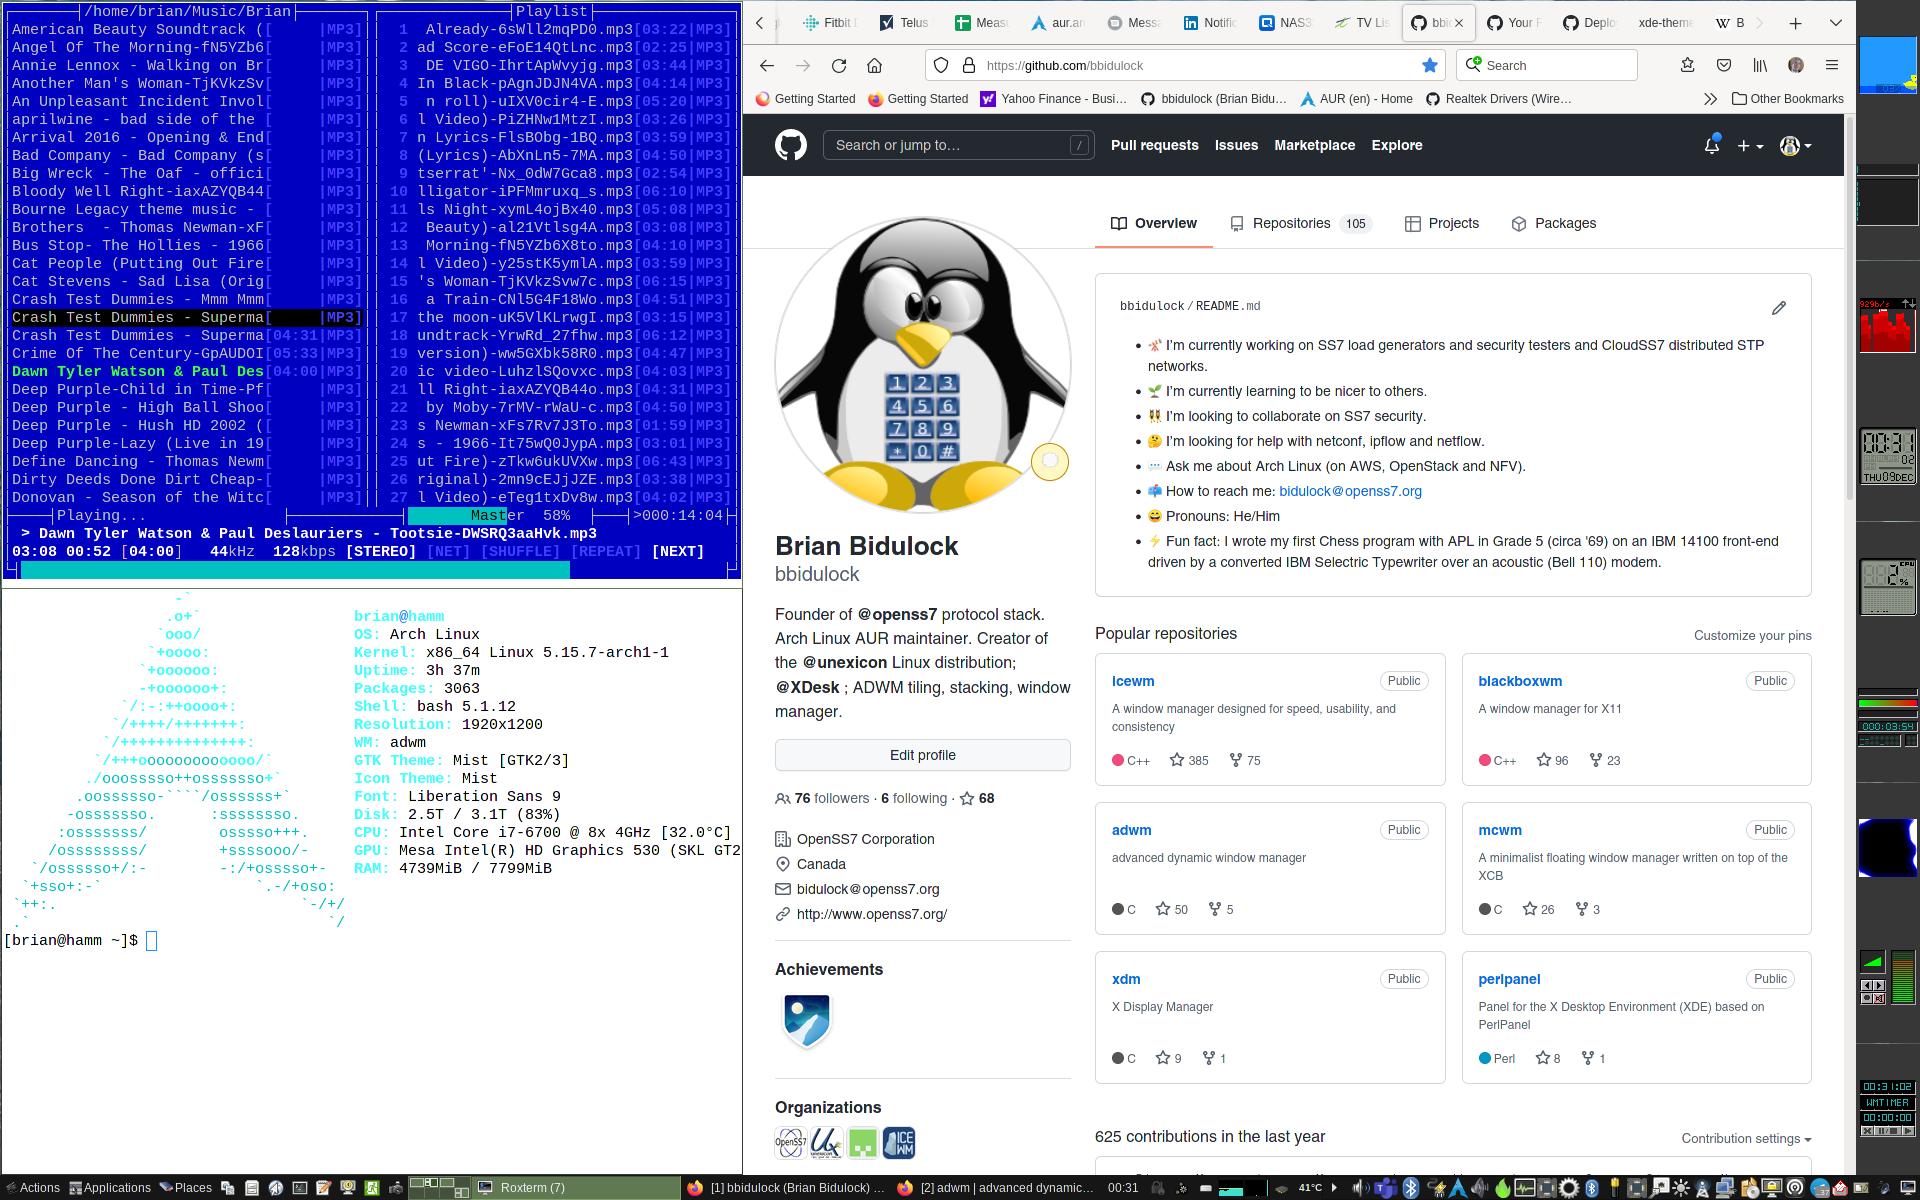 /home/brian/Music/Brian
American Beauty Soundtrack ([ |MP3]
Angel Of The Morning-fN5YZb6[ |MP3]
Annie Lennox - Walking on Br[ |MP3]
Another Man's Woman-TjKVkzSv[ |MP3]
An Unpleasant Incident Invol[ |MP3]
aprilwine - bad side of the [ |MP3]
Arrival 2016 - Opening & End[ |MP3]
Bad Company - Bad Company (s[ |MP3]
Big Wreck - The Oaf - offici[ |MP3]
Bloody Well Right-iaxAZYQB44[ |MP3]
Bourne Legacy theme music - [ |MP3]
Brothers - Thomas Newman-xF[ |MP3]
Bus Stop- The Hollies - 1966[ |MP3]
Cat People (Putting Out Fire[ |MP3]
Cat Stevens - Sad Lisa (Orig[ |MP3]
Crash Test Dummies - Mmm Mmm[ |MP3]
Crash Test Dummies - Superma[ |MP3]
Crash Test Dummies - Superma[04:31|MP3]
Crime Of The Century-GpAUDOI[05:33|MP3]
Dawn Tyler Watson & Paul Des[04:00|MP3]
Deep Purple-Child in Time-Pf[ |MP3]
Deep Purple - High Ball Shoo[ |MP3]
Deep Purple - Hush HD 2002 ([ |MP3]
Deep Purple-Lazy (Live in 19[ |MP3]
Define Dancing - Thomas Newm[ |MP3]
Dirty Deeds Done Dirt Cheap-[ |MP3]
Donovan - Season of the Witc[ |MP3]
Playlist
1 Already-6sWll2mqPD0.mp3[03:22|MP3]
2 ad Score-eFoE14QtLnc.mp3[02:25|MP3]
3 DE VIGO-IhrtApWvyjg.mp3[03:44|MP3]
4 In Black-pAgnJDJN4VA.mp3[04:14|MP3]
5 n roll)-uIXV0cir4-E.mp3[05:20|MP3]
6 l Video)-PiZHNw1MtzI.mp3[03:26|MP3]
7 n Lyrics-FlsBObg-1BQ.mp3[03:59|MP3]
8 (Lyrics)-AbXnLn5-7MA.mp3[04:50|MP3]
9 tserrat'-Nx_0dW7Gca8.mp3[02:54|MP3]
10 lligator-iPFMmruxq_s.mp3[06:10|MP3]
11 ls Night-xymL4ojBx40.mp3[05:08|MP3]
12 Beauty)-al21Vtlsg4A.mp3[03:08|MP3]
13 Morning-fN5YZb6X8to.mp3[04:10|MP3]
14 l Video)-y25stK5ymlA.mp3[03:59|MP3]
15 's Woman-TjKVkzSvw7c.mp3[06:15|MP3]
16 a Train-CNl5G4F18Wo.mp3[04:51|MP3]
17 the moon-uK5VlKLrwgI.mp3[03:15|MP3]
18 undtrack-YrwRd_27fhw.mp3[06:12|MP3]
19 version)-ww5GXbk58R0.mp3[04:47|MP3]
20 ic video-LuhzlSQovxc.mp3[04:03|MP3]
21 ll Right-iaxAZYQB44o.mp3[04:31|MP3]
22 by Moby-7rMV-rWaU-c.mp3[04:50|MP3]
23 s Newman-xFs7Rv7J3To.mp3[01:59|MP3]
24 s - 1966-It75wQ0JypA.mp3[03:01|MP3]
25 ut Fire)-zTkw6ukUVXw.mp3[06:43|MP3]
26 riginal)-2mn9cEJjJZE.mp3[03:38|MP3]
27 l Video)-eTeg1txDv8w.mp3[04:02|MP3]
Playing... Master 58% >000:14:04
> Dawn Tyler Watson & Paul Deslauriers - Tootsie-DWSRQ3aaHvk.mp3
03:08 00:52 [04:00] 44kHz 128kbps [STEREO] [NET] [SHUFFLE] [REPEAT] [NEXT]
brian@hamm
OS: Arch Linux
Kernel: x86_64 Linux 5.15.7-arch1-1
Uptime: 3h 37m
Packages: 3063
Shell: bash 5.1.12
Resolution: 1920x1200
WM: adwm
GTK Theme: Mist [GTK2/3]
Icon Theme: Mist
Font: Liberation Sans 9
Disk: 2.5T / 3.1T (83%)
CPU: Intel Core i7-6700 @ 8x 4GHz [32.0°C]
GPU: Mesa Intel(R) HD Graphics 530 (SKL GT2
RAM: 4739MiB / 7799MiB
[brian@hamm ~]$
Fitbit Telus Meas aur.ar Messa Notific NAS3 TV Lis bbi Your F Deplo xde-theme W B
https://github.com/bbidulock Search
Getting Started Getting Started Yahoo Finance - Busi… bbidulock (Brian Bidu… AUR (en) - Home Realtek Drivers (Wire… Other Bookmarks
Search or jump to… / Pull requests Issues Marketplace Explore
Overview Repositories 105 Projects Packages
1 2 3
4 5 6
7 8 9
* 0 #
Brian Bidulock
bbidulock
Founder of @openss7 protocol stack.
Arch Linux AUR maintainer. Creator of
the @unexicon Linux distribution;
@XDesk ; ADWM tiling, stacking, window
manager.
Edit profile
76 followers · 6 following · 68
OpenSS7 Corporation
Canada
bidulock@openss7.org
http://www.openss7.org/
Achievements
Organizations
OpenSS7
ICE
WM
bbidulock / README.md
I'm currently working on SS7 load generators and security testers and CloudSS7 distributed STP
networks.
I'm currently learning to be nicer to others.
I'm looking to collaborate on SS7 security.
I'm looking for help with netconf, ipflow and netflow.
Ask me about Arch Linux (on AWS, OpenStack and NFV).
How to reach me: bidulock@openss7.org
Pronouns: He/Him
Fun fact: I wrote my first Chess program with APL in Grade 5 (circa '69) on an IBM 14100 front-end
driven by a converted IBM Selectric Typewriter over an acoustic (Bell 110) modem.
Popular repositories Customize your pins
icewm Public
A window manager designed for speed, usability, and
consistency
C++ 385 75
blackboxwm Public
A window manager for X11
C++ 96 23
adwm Public
advanced dynamic window manager
C 50 5
mcwm Public
A minimalist floating window manager written on top of the
XCB
C 26 3
xdm Public
X Display Manager
C 9 1
perlpanel Public
Panel for the X Desktop Environment (XDE) based on
PerlPanel
Perl 8 1
625 contributions in the last year Contribution settings
929b/s
00:31
02
THU09DEC
CPU
2%
000:03:54
00:31:02
WMTIMER
00:00:00
Actions Applications Places Roxterm (7) [1] bbidulock (Brian Bidulock) … [2] adwm | advanced dynamic… 00:31 41°C